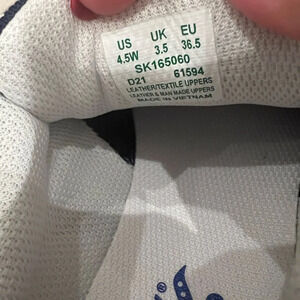 US UK EU
4.5W 3.5 36.5
SK165060
D21 61594
LEATHER/TEXTILE UPPERS
LEATHER & MAN MADE UPPERS
MADE IN VIETNAM
®